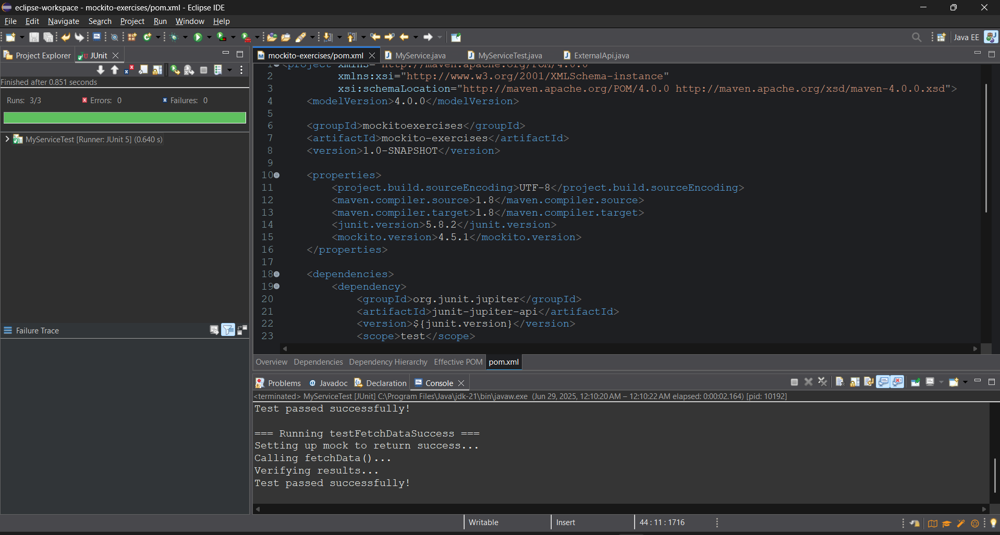 eclipse-workspace - mockito-exercises/pom.xml - Eclipse IDE
File Edit Navigate Search Project Run Window Help
Java EE
Project Explorer JUnit
Finished after 0.851 seconds
Runs: 3/3 Errors: 0 Failures: 0
MyServiceTest [Runner: JUnit 5] (0.640 s)
Failure Trace
mockito-exercises/pom.xml MyService.java MyServiceTest.java ExternalApi.java
1 <project xmlns="http://maven.apache.org/POM/4.0.0"
2 xmlns:xsi="http://www.w3.org/2001/XMLSchema-instance"
3 xsi:schemaLocation="http://maven.apache.org/POM/4.0.0 http://maven.apache.org/xsd/maven-4.0.0.xsd">
4 <modelVersion>4.0.0</modelVersion>
5
6 <groupId>mockitoexercises</groupId>
7 <artifactId>mockito-exercises</artifactId>
8 <version>1.0-SNAPSHOT</version>
9
10 <properties>
11 <project.build.sourceEncoding>UTF-8</project.build.sourceEncoding>
12 <maven.compiler.source>1.8</maven.compiler.source>
13 <maven.compiler.target>1.8</maven.compiler.target>
14 <junit.version>5.8.2</junit.version>
15 <mockito.version>4.5.1</mockito.version>
16 </properties>
17
18 <dependencies>
19 <dependency>
20 <groupId>org.junit.jupiter</groupId>
21 <artifactId>junit-jupiter-api</artifactId>
22 <version>${junit.version}</version>
23 <scope>test</scope>
Overview Dependencies Dependency Hierarchy Effective POM pom.xml
Problems Javadoc Declaration Console
<terminated> MyServiceTest [JUnit] C:\Program Files\Java\jdk-21\bin\javaw.exe (Jun 29, 2025, 12:10:20 AM – 12:10:22 AM elapsed: 0:00:02.164) [pid: 10192]
Test passed successfully!
=== Running testFetchDataSuccess ===
Setting up mock to return success...
Calling fetchData()...
Verifying results...
Test passed successfully!
Writable Insert 44 : 11 : 1716